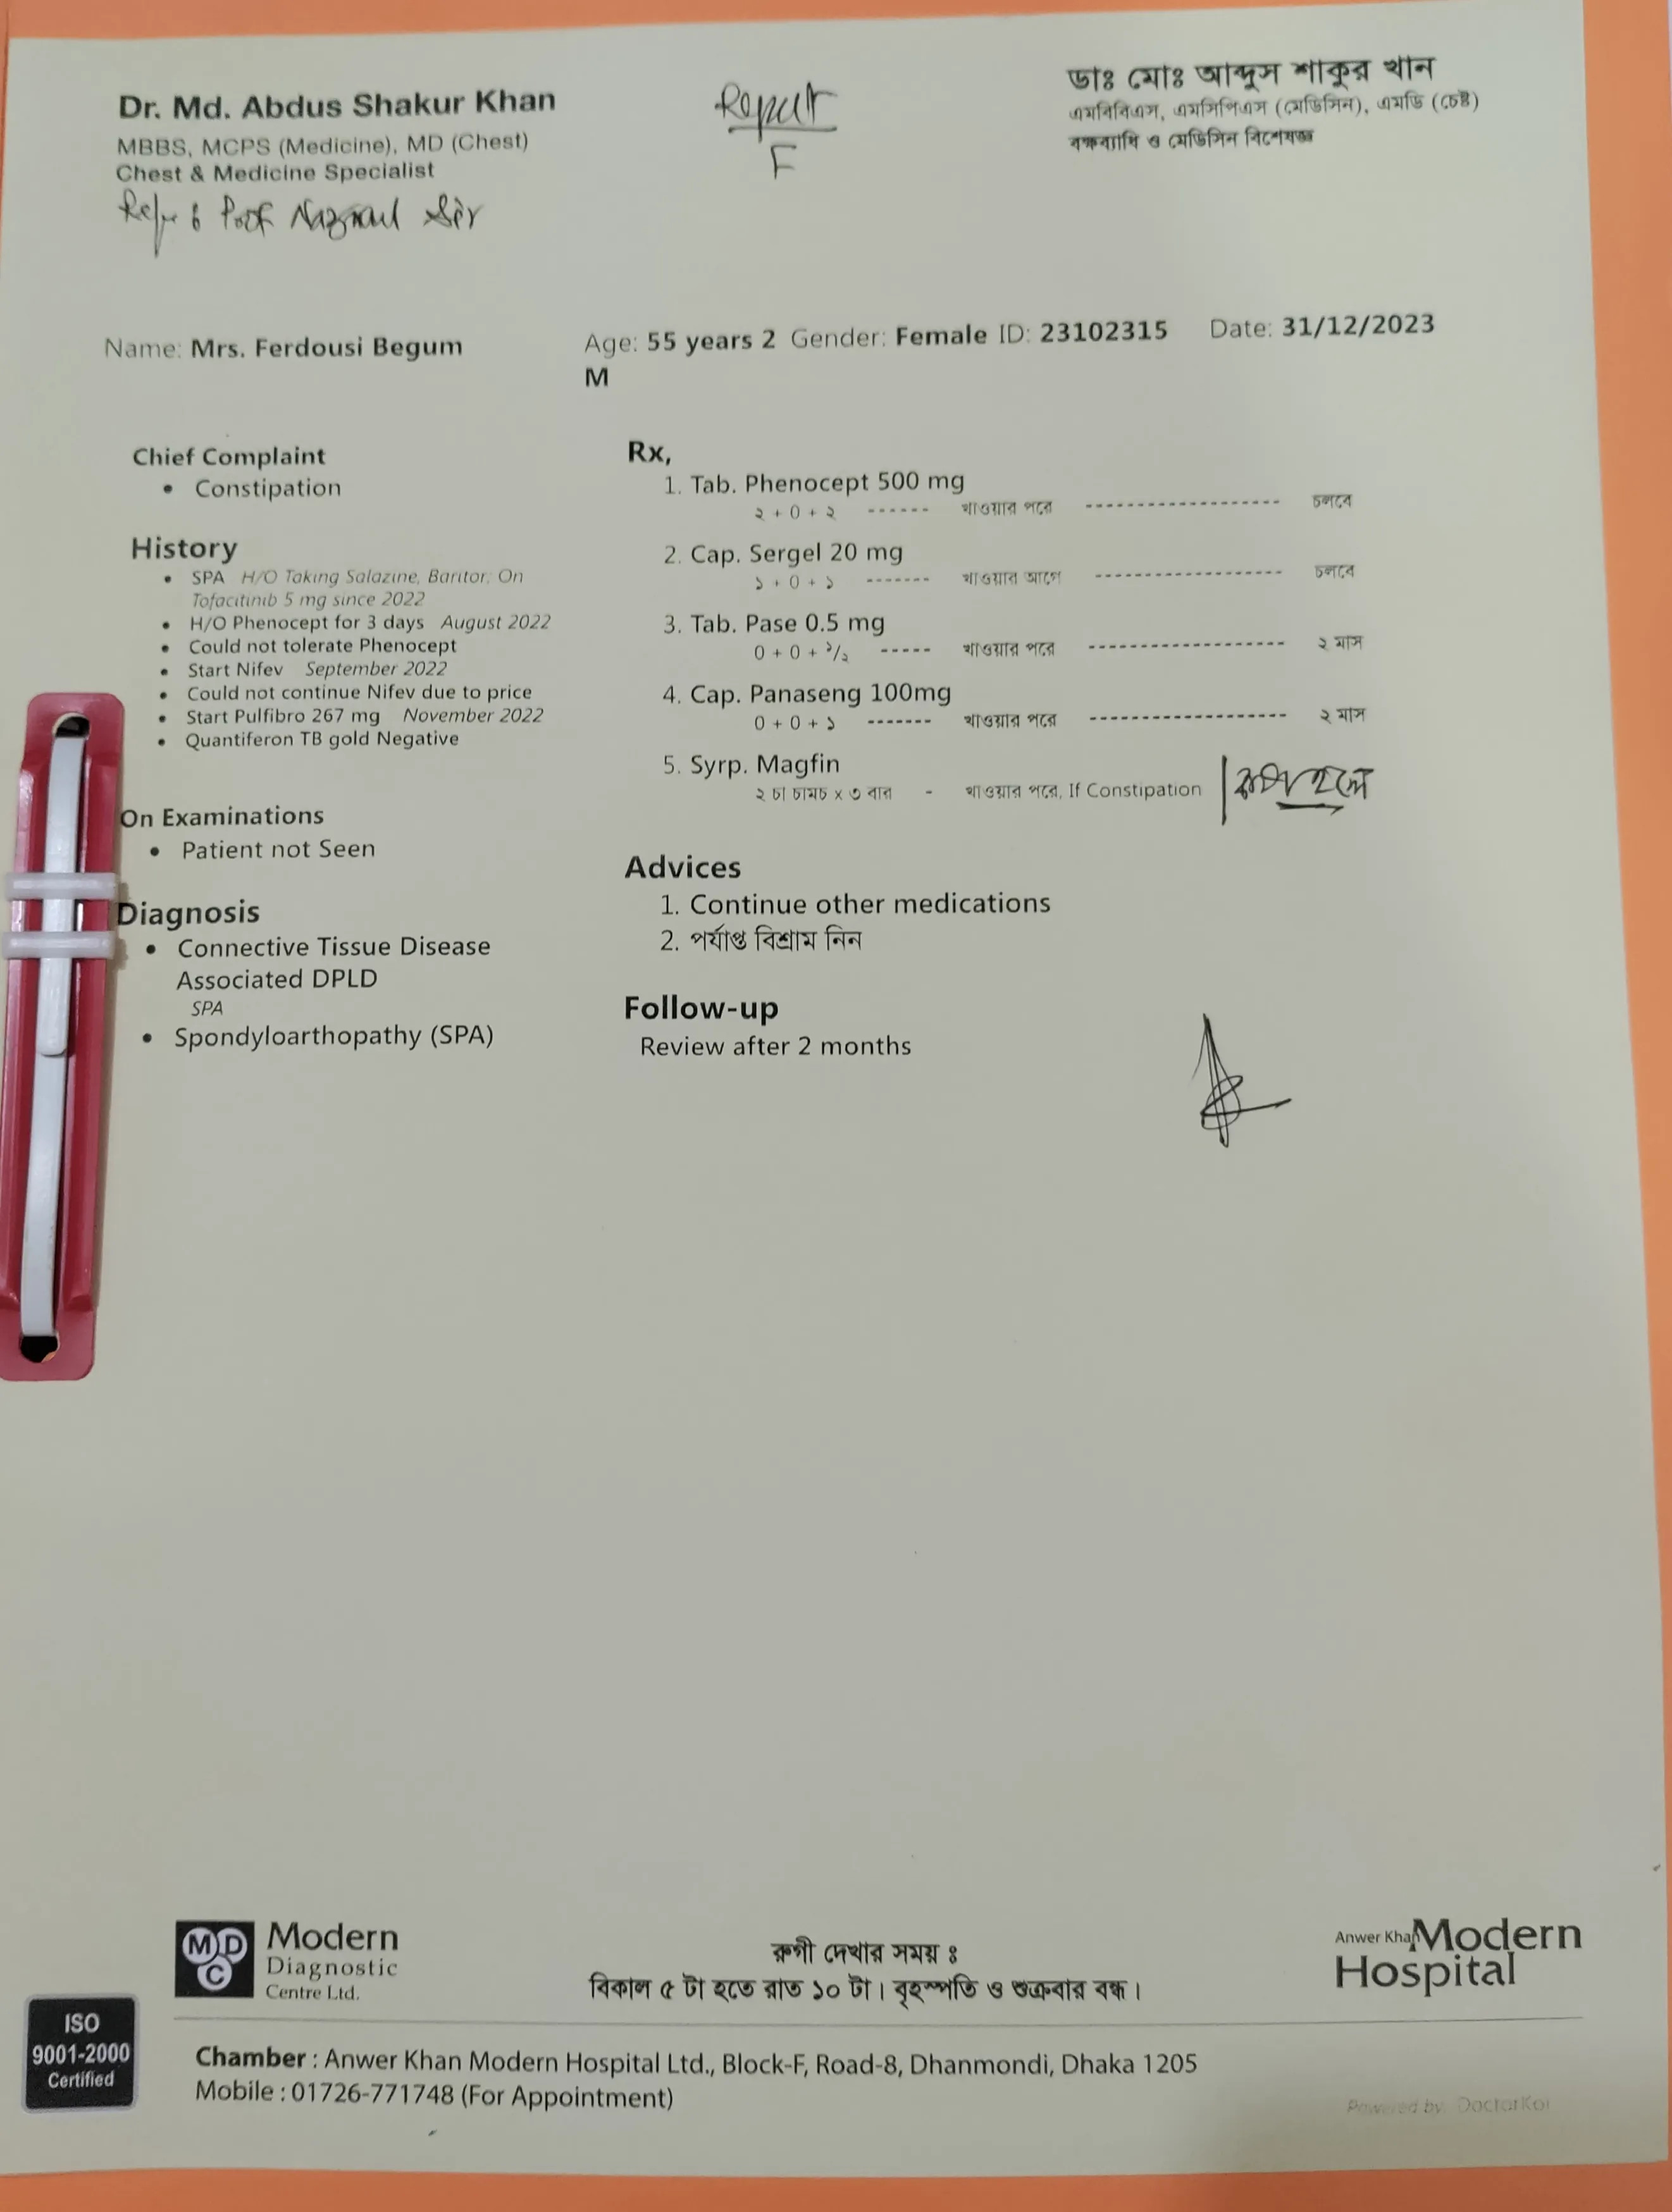 Dr. Md. Abdus Shakur Khan
MBBS, MCPS (Medicine), MD (Chest)
Chest & Medicine Specialist
Prof Nazmul Sir
Report
F
ডাঃ মোঃ আব্দুস শাকুর খান
এমবিবিএস, এমসিপিএস (মেডিসিন), এমডি (চেষ্ট)
বক্ষব্যাধি ও মেডিসিন বিশেষজ্ঞ
Name: Mrs. Ferdousi Begum Age: 55 years 2 Gender: Female ID: 23102315 Date: 31/12/2023
M
Chief Complaint
• Constipation
History
• SPA H/O Taking Salazine, Baritor, On
Tofacitinib 5 mg since 2022
• H/O Phenocept for 3 days August 2022
• Could not tolerate Phenocept
• Start Nifev September 2022
• Could not continue Nifev due to price
• Start Pulfibro 267 mg November 2022
• Quantiferon TB gold Negative
On Examinations
• Patient not Seen
Diagnosis
• Connective Tissue Disease
Associated DPLD
SPA
• Spondyloarthopathy (SPA)
Rx,
1. Tab. Phenocept 500 mg
২ + 0 + ২ ------ খাওয়ার পরে ------------------------ চলবে
2. Cap. Sergel 20 mg
১ + 0 + ১ ------- খাওয়ার আগে ----------------------- চলবে
3. Tab. Pase 0.5 mg
0 + 0 + ১/২ ----- খাওয়ার পরে ------------------------ ২ মাস
4. Cap. Panaseng 100mg
0 + 0 + ১ ------- খাওয়ার পরে ------------------------ ২ মাস
5. Syrp. Magfin
২ চা চামচ x ৩ বার - খাওয়ার পরে, If Constipation
Advices
1. Continue other medications
2. পর্যাপ্ত বিশ্রাম নিন
Follow-up
Review after 2 months
MDC
Modern
Diagnostic
Centre Ltd.
রুগী দেখার সময় ঃ
বিকাল ৫ টা হতে রাত ১০ টা। বৃহস্পতি ও শুক্রবার বন্ধ।
Anwer Khan Modern
Hospital
ISO
9001-2000
Certified
Chamber : Anwer Khan Modern Hospital Ltd., Block-F, Road-8, Dhanmondi, Dhaka 1205
Mobile : 01726-771748 (For Appointment)
Powered by: DoctorKoi